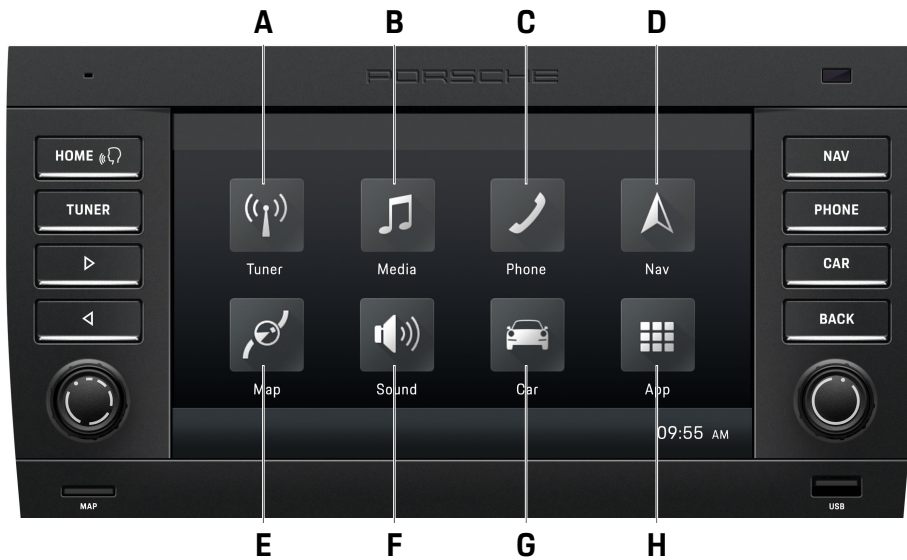 A B C D
PORSCHE
HOME NAV
TUNER PHONE
CAR
BACK
Tuner Media Phone Nav
Map Sound Car App
09:55 AM
MAP USB
E F G H